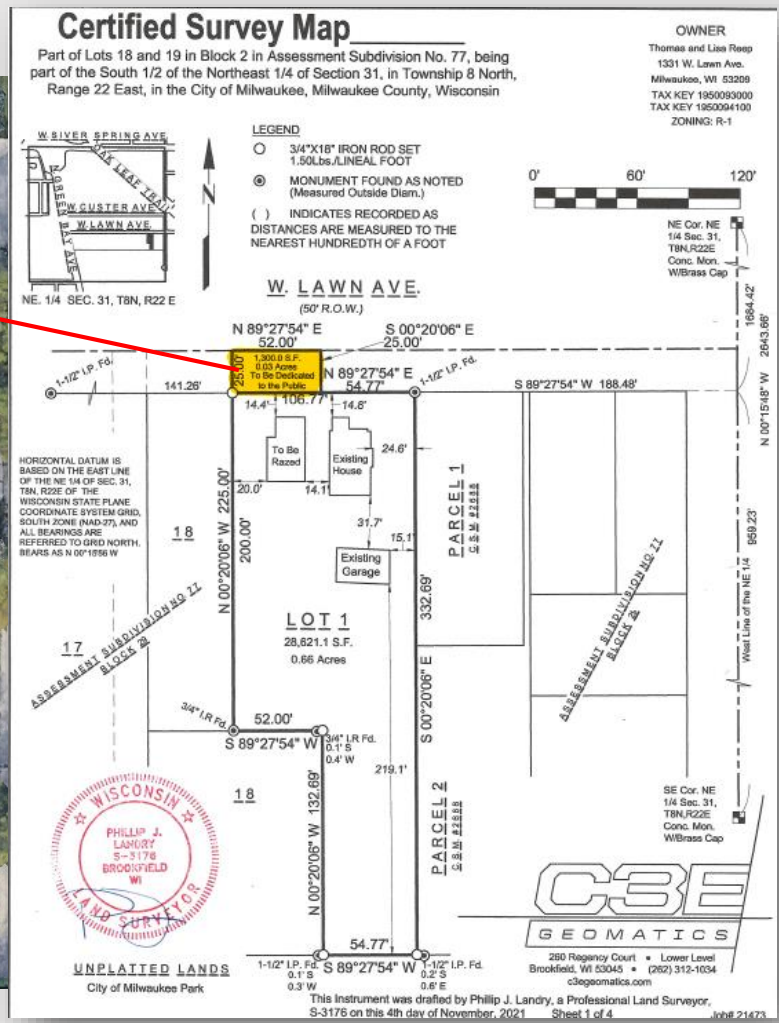 Certified Survey Map
Part of Lots 18 and 19 in Block 2 in Assessment Subdivision No. 77, being
part of the South 1/2 of the Northeast 1/4 of Section 31, in Township 8 North,
Range 22 East, in the City of Milwaukee, Milwaukee County, Wisconsin
OWNER
Thomas and Lisa Reep
1331 W. Lawn Ave.
Milwaukee, WI 53209
TAX KEY 1950093000
TAX KEY 1950094100
ZONING: R-1
W. SIVER SPRING AVE
OAK LEAF TRAIL
N GREEN BAY AVE
W. CUSTER AVE
W. LAWN AVE.
NE. 1/4 SEC. 31, T8N, R22 E
N
LEGEND
3/4"X18" IRON ROD SET
1.50Lbs./LINEAL FOOT
MONUMENT FOUND AS NOTED
(Measured Outside Diam.)
( ) INDICATES RECORDED AS
DISTANCES ARE MEASURED TO THE
NEAREST HUNDREDTH OF A FOOT
0' 60' 120'
NE Cor. NE
1/4 Sec. 31,
T8N,R22E
Conc. Mon.
W/Brass Cap
1684.42
2643.66
N 00°15'48" W
W. LAWN AVE.
(50' R.O.W.)
N 89°27'54" E
52.00'
S 00°20'06" E
25.00'
25.00'
1,300.0 S.F.
0.03 Acres
To Be Dedicated
to the Public
N 89°27'54" E
54.77'
1-1/2" I.P. Fd.
141.26'
106.77'
1-1/2" I.P. Fd.
S 89°27'54" W 188.48'
14.4'
14.8'
To Be
Razed
Existing
House
24.6'
20.0'
14.1'
31.7'
15.1'
Existing
Garage
HORIZONTAL DATUM IS
BASED ON THE EAST LINE
OF THE NE 1/4 OF SEC. 31,
T8N, R22E OF THE
WISCONSIN STATE PLANE
COORDINATE SYSTEM GRID,
SOUTH ZONE (NAD-27), AND
ALL BEARINGS ARE
REFERRED TO GRID NORTH.
BEARS AS N 00°15'56 W
N 00°20'06" W 225.00'
200.00'
18
17
ASSESSMENT SUBDIVISION NO 77
BLOCK 29
PARCEL 1
332.69'
S 00°20'06" E
LOT 1
28,621.1 S.F.
0.66 Acres
ASSESSMENT SUBDIVISION NO. 77
959.23
West Line of the NE 1/4
3/4" I.R Fd.
52.00'
S 89°27'54" W
3/4" I.R Fd.
0.1' S
0.4' W
18
N 00°20'06" W 132.69'
219.1'
PARCEL 2
SE Cor. NE
1/4 Sec. 31,
T8N,R22E
Conc. Mon.
W/Brass Cap
WISCONSIN
PHILLIP J.
LANDRY
S-3176
BROOKFIELD
WI
LAND SURVEYOR
UNPLATTED LANDS
City of Milwaukee Park
54.77'
1-1/2" I.P. Fd.
0.1' S
0.3' W
S 89°27'54" W
1-1/2" I.P. Fd.
0.2' S
0.6' E
C3E
GEOMATICS
260 Regency Court • Lower Level
Brookfield, WI 53045 • (262) 312-1034
c3egeomatics.com
This Instrument was drafted by Phillip J. Landry, a Professional Land Surveyor,
S-3176 on this 4th day of November, 2021 Sheet 1 of 4 Job# 21473